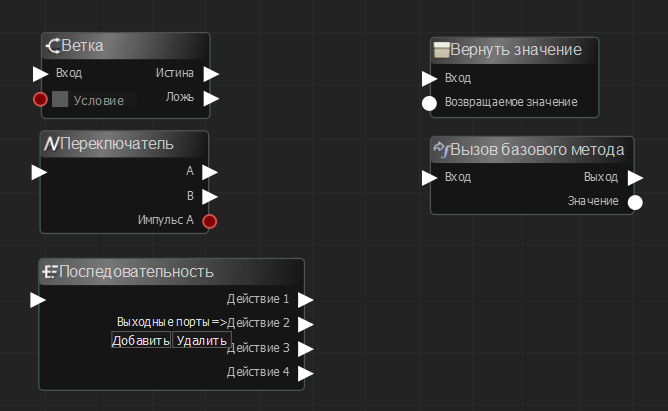 Ветка
Вход Истина
Условие Ложь
Переключатель
А
В
Импульс А
Последовательность
Действие 1
Выходные порты=> Действие 2
Добавить Удалить
Действие 3
Действие 4
Вернуть значение
Вход
Возвращаемое значение
Вызов базового метода
Вход Выход
Значение